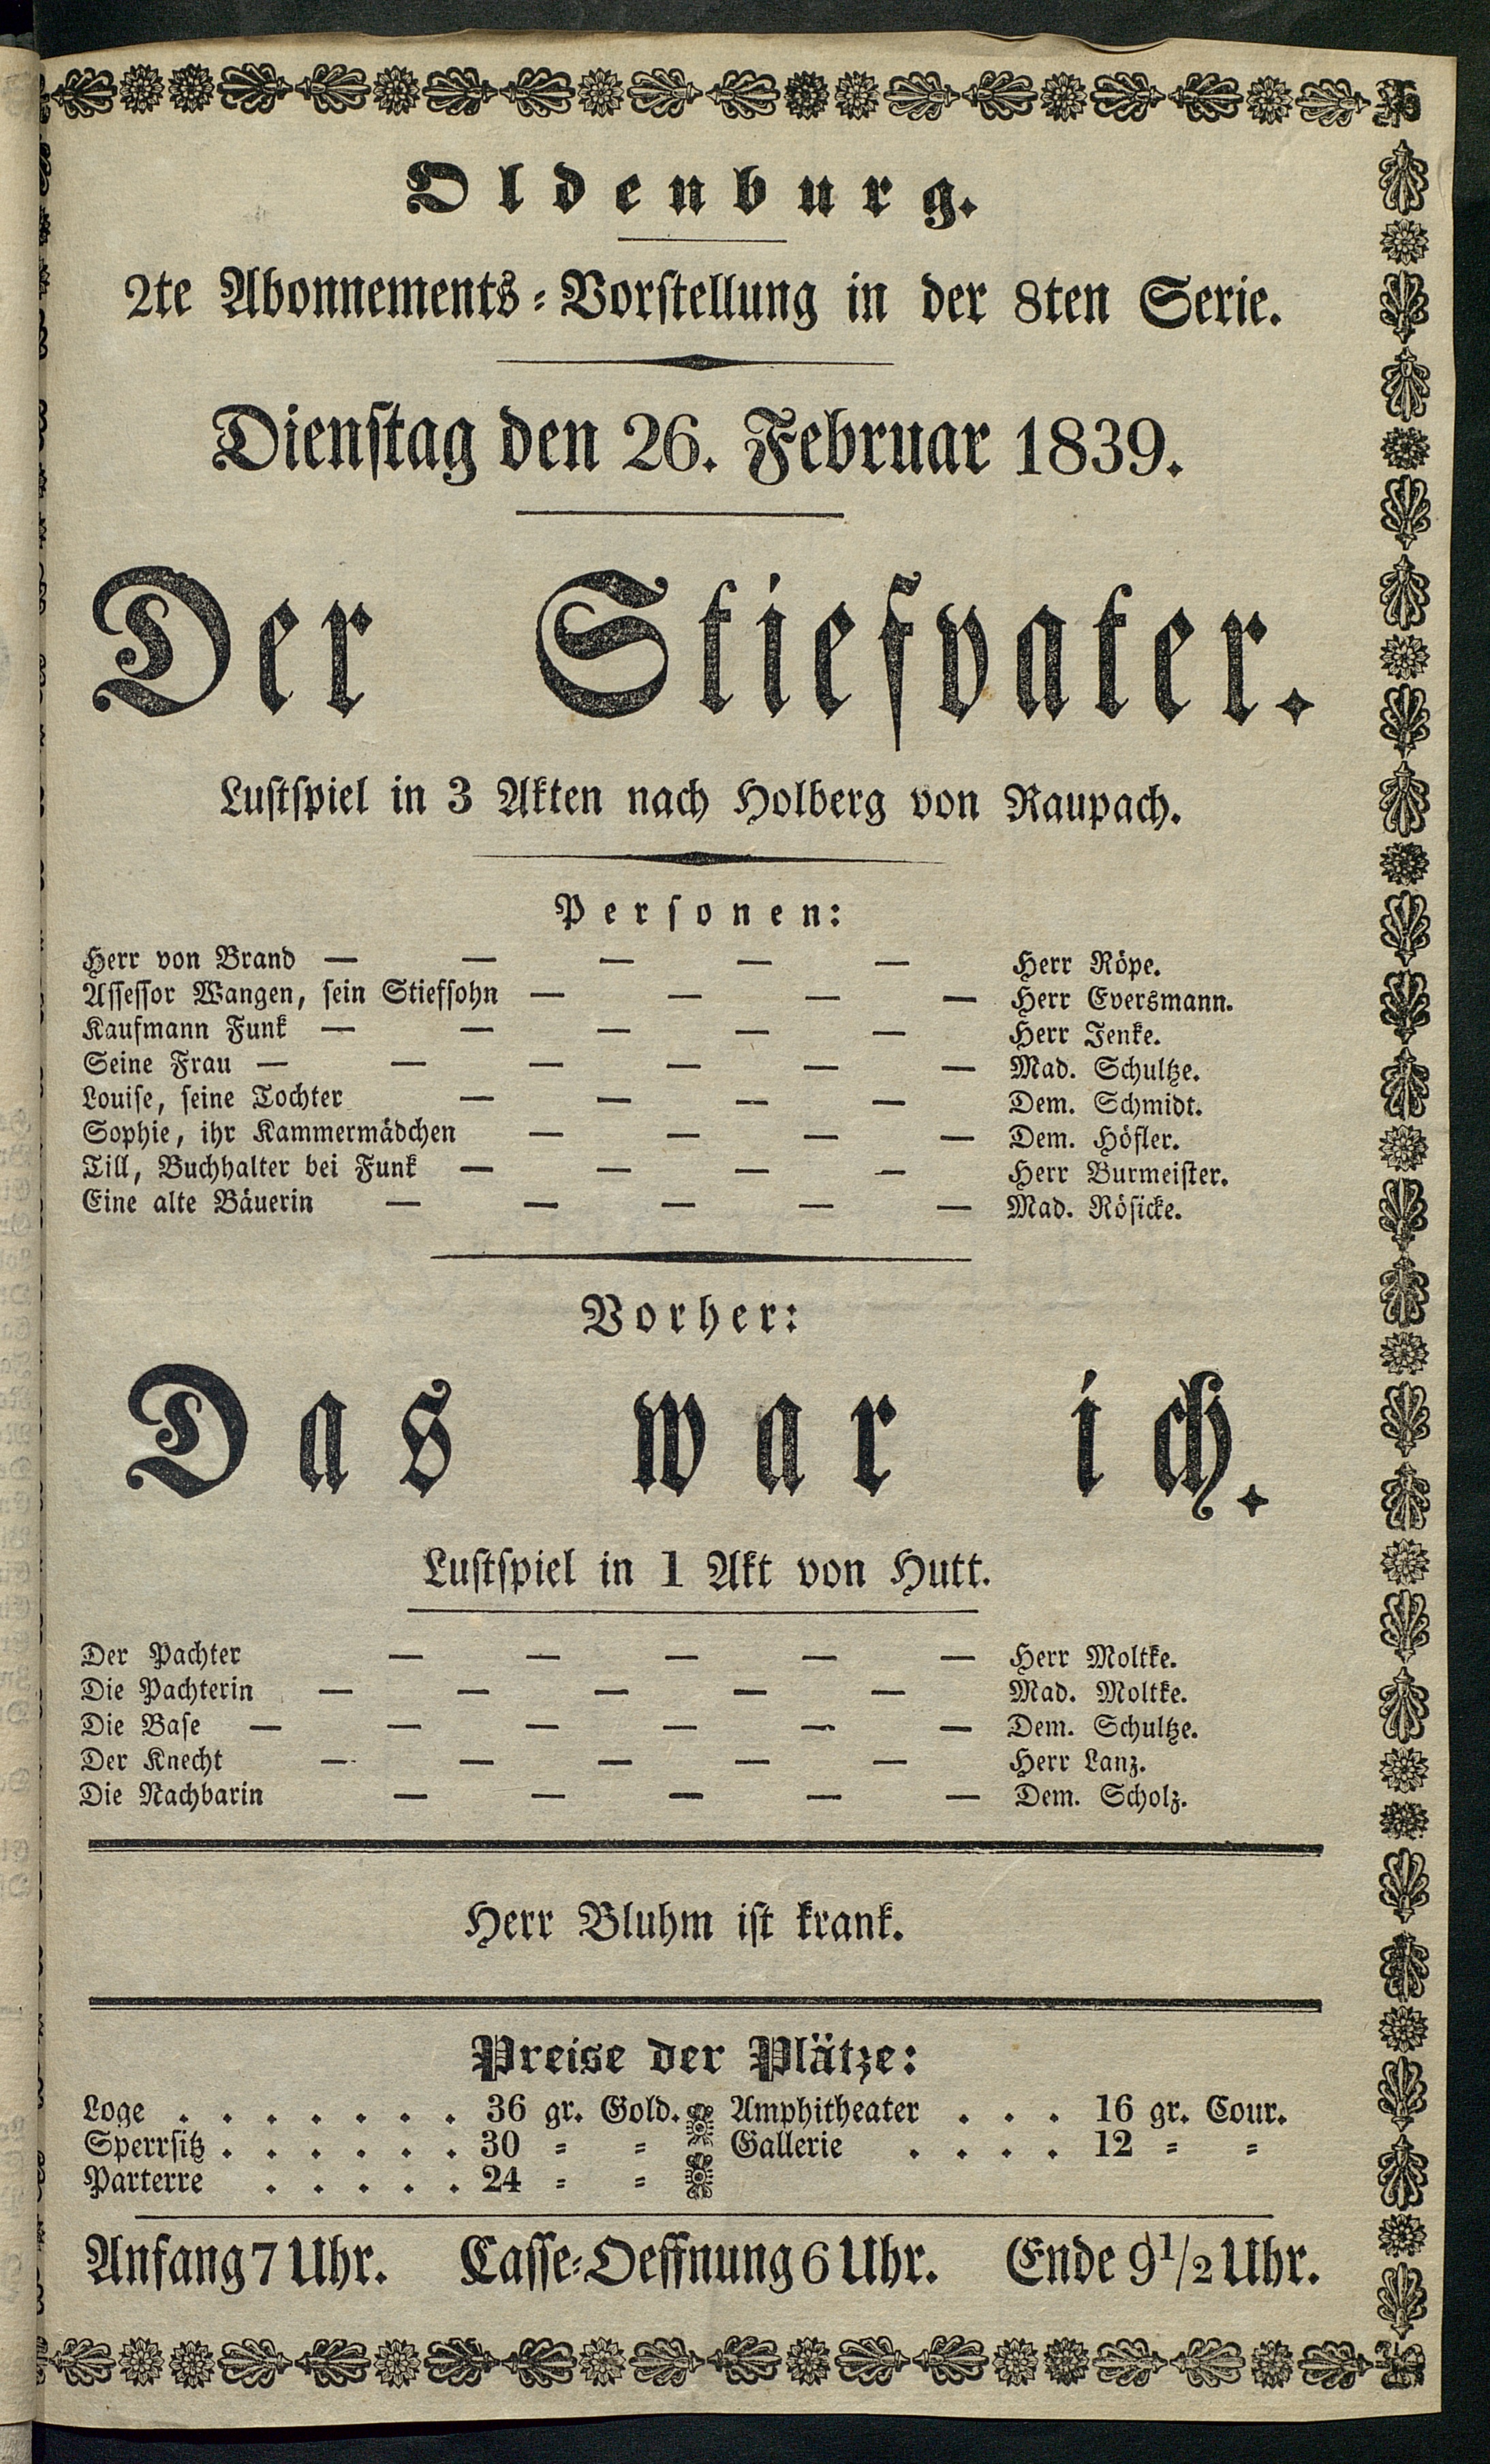 Oldenburg.
2te Abonnements-Vorstellung in der 8ten Serie.
Dienstag den 26. Februar 1839.
Der Stiefvater.
Lustspiel in 3 Akten nach Holberg von Raupach.
Personen:
Herr von Brand — — — — — Herr Röpe.
Assessor Wangen, sein Stiefsohn — — — — Herr Eversmann.
Kaufmann Funk — — — — — Herr Jenke.
Seine Frau — — — — — — Mad. Schultze.
Louise, seine Tochter — — — — Dem. Schmidt.
Sophie, ihr Kammermädchen — — — — Dem. Höfler.
Till, Buchhalter bei Funk — — — — Herr Burmeister.
Eine alte Bäuerin — — — — — Mad. Rösicke.
Vorher:
Das war ich.
Lustspiel in 1 Akt von Hutt.
Der Pachter — — — — — Herr Moltke.
Die Pachterin — — — — — Mad. Moltke.
Die Base — — — — — — Dem. Schultze.
Der Knecht — — — — — Herr Lanz.
Die Nachbarin — — — — — Dem. Scholz.
Herr Bluhm ist krank.
Preise der Plätze:
Loge . . . . . . . 36 gr. Gold. Amphitheater . . . 16 gr. Cour.
Sperrsitz . . . . . . 30 = = Gallerie . . . . 12 = =
Parterre . . . . . 24 = =
Anfang 7 Uhr. Casse-Oeffnung 6 Uhr. Ende 9 1/2 Uhr.